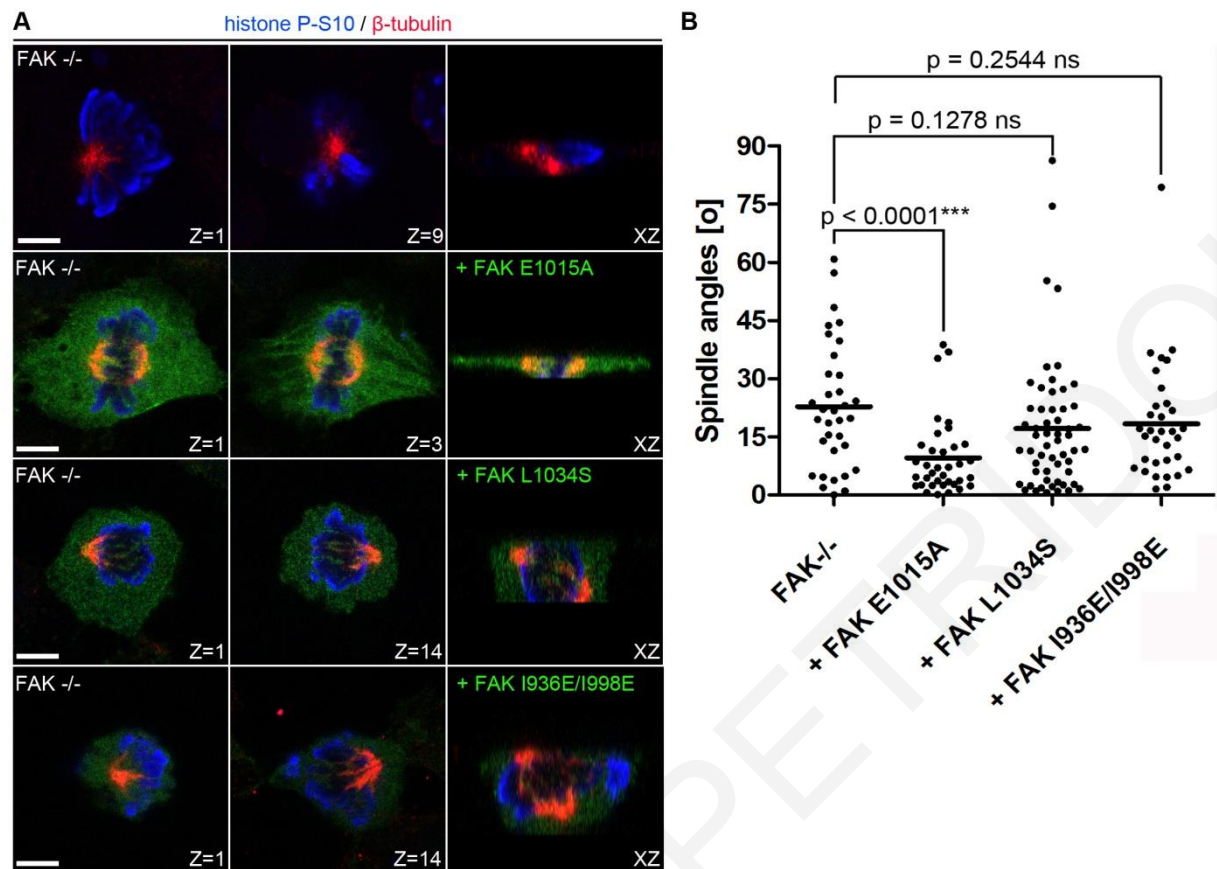 A
histone P-S10 / β-tubulin
FAK -/-
Z=1
Z=9
XZ
FAK -/-
+ FAK E1015A
Z=1
Z=3
XZ
FAK -/-
+ FAK L1034S
Z=1
Z=14
XZ
FAK -/-
+ FAK I936E/I998E
Z=1
Z=14
XZ
B
p = 0.2544 ns
p = 0.1278 ns
p < 0.0001***
Spindle angles [o]
90
75
60
45
30
15
0
FAK-/-
+ FAK E1015A
+ FAK L1034S
+ FAK I936E/I998E
PETRIDO